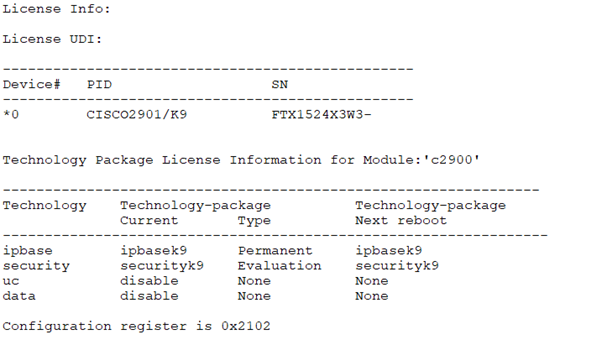 License Info:
License UDI:
-------------------------------------------------
Device#   PID                   SN
-------------------------------------------------
*0        CISCO2901/K9          FTX1524X3W3-
Technology Package License Information for Module:'c2900'
----------------------------------------------------------------
Technology    Technology-package          Technology-package
              Current       Type          Next reboot
-----------------------------------------------------------------
ipbase        ipbasek9      Permanent     ipbasek9
security      securityk9    Evaluation    securityk9
uc            disable       None          None
data          disable       None          None
Configuration register is 0x2102